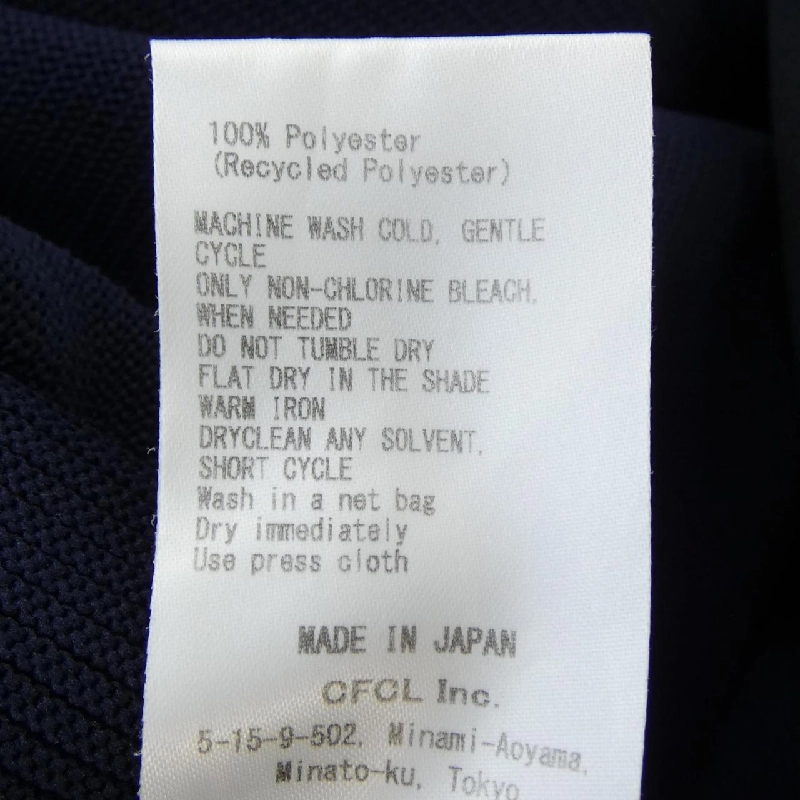 100% Polyester
(Recycled Polyester)
MACHINE WASH COLD, GENTLE
CYCLE
ONLY NON-CHLORINE BLEACH,
WHEN NEEDED
DO NOT TUMBLE DRY
FLAT DRY IN THE SHADE
WARM IRON
DRYCLEAN ANY SOLVENT,
SHORT CYCLE
Wash in a net bag
Dry immediately
Use press cloth
MADE IN JAPAN
CFCL Inc.
5-15-9-502, Minami-Aoyama,
Minato-ku, Tokyo